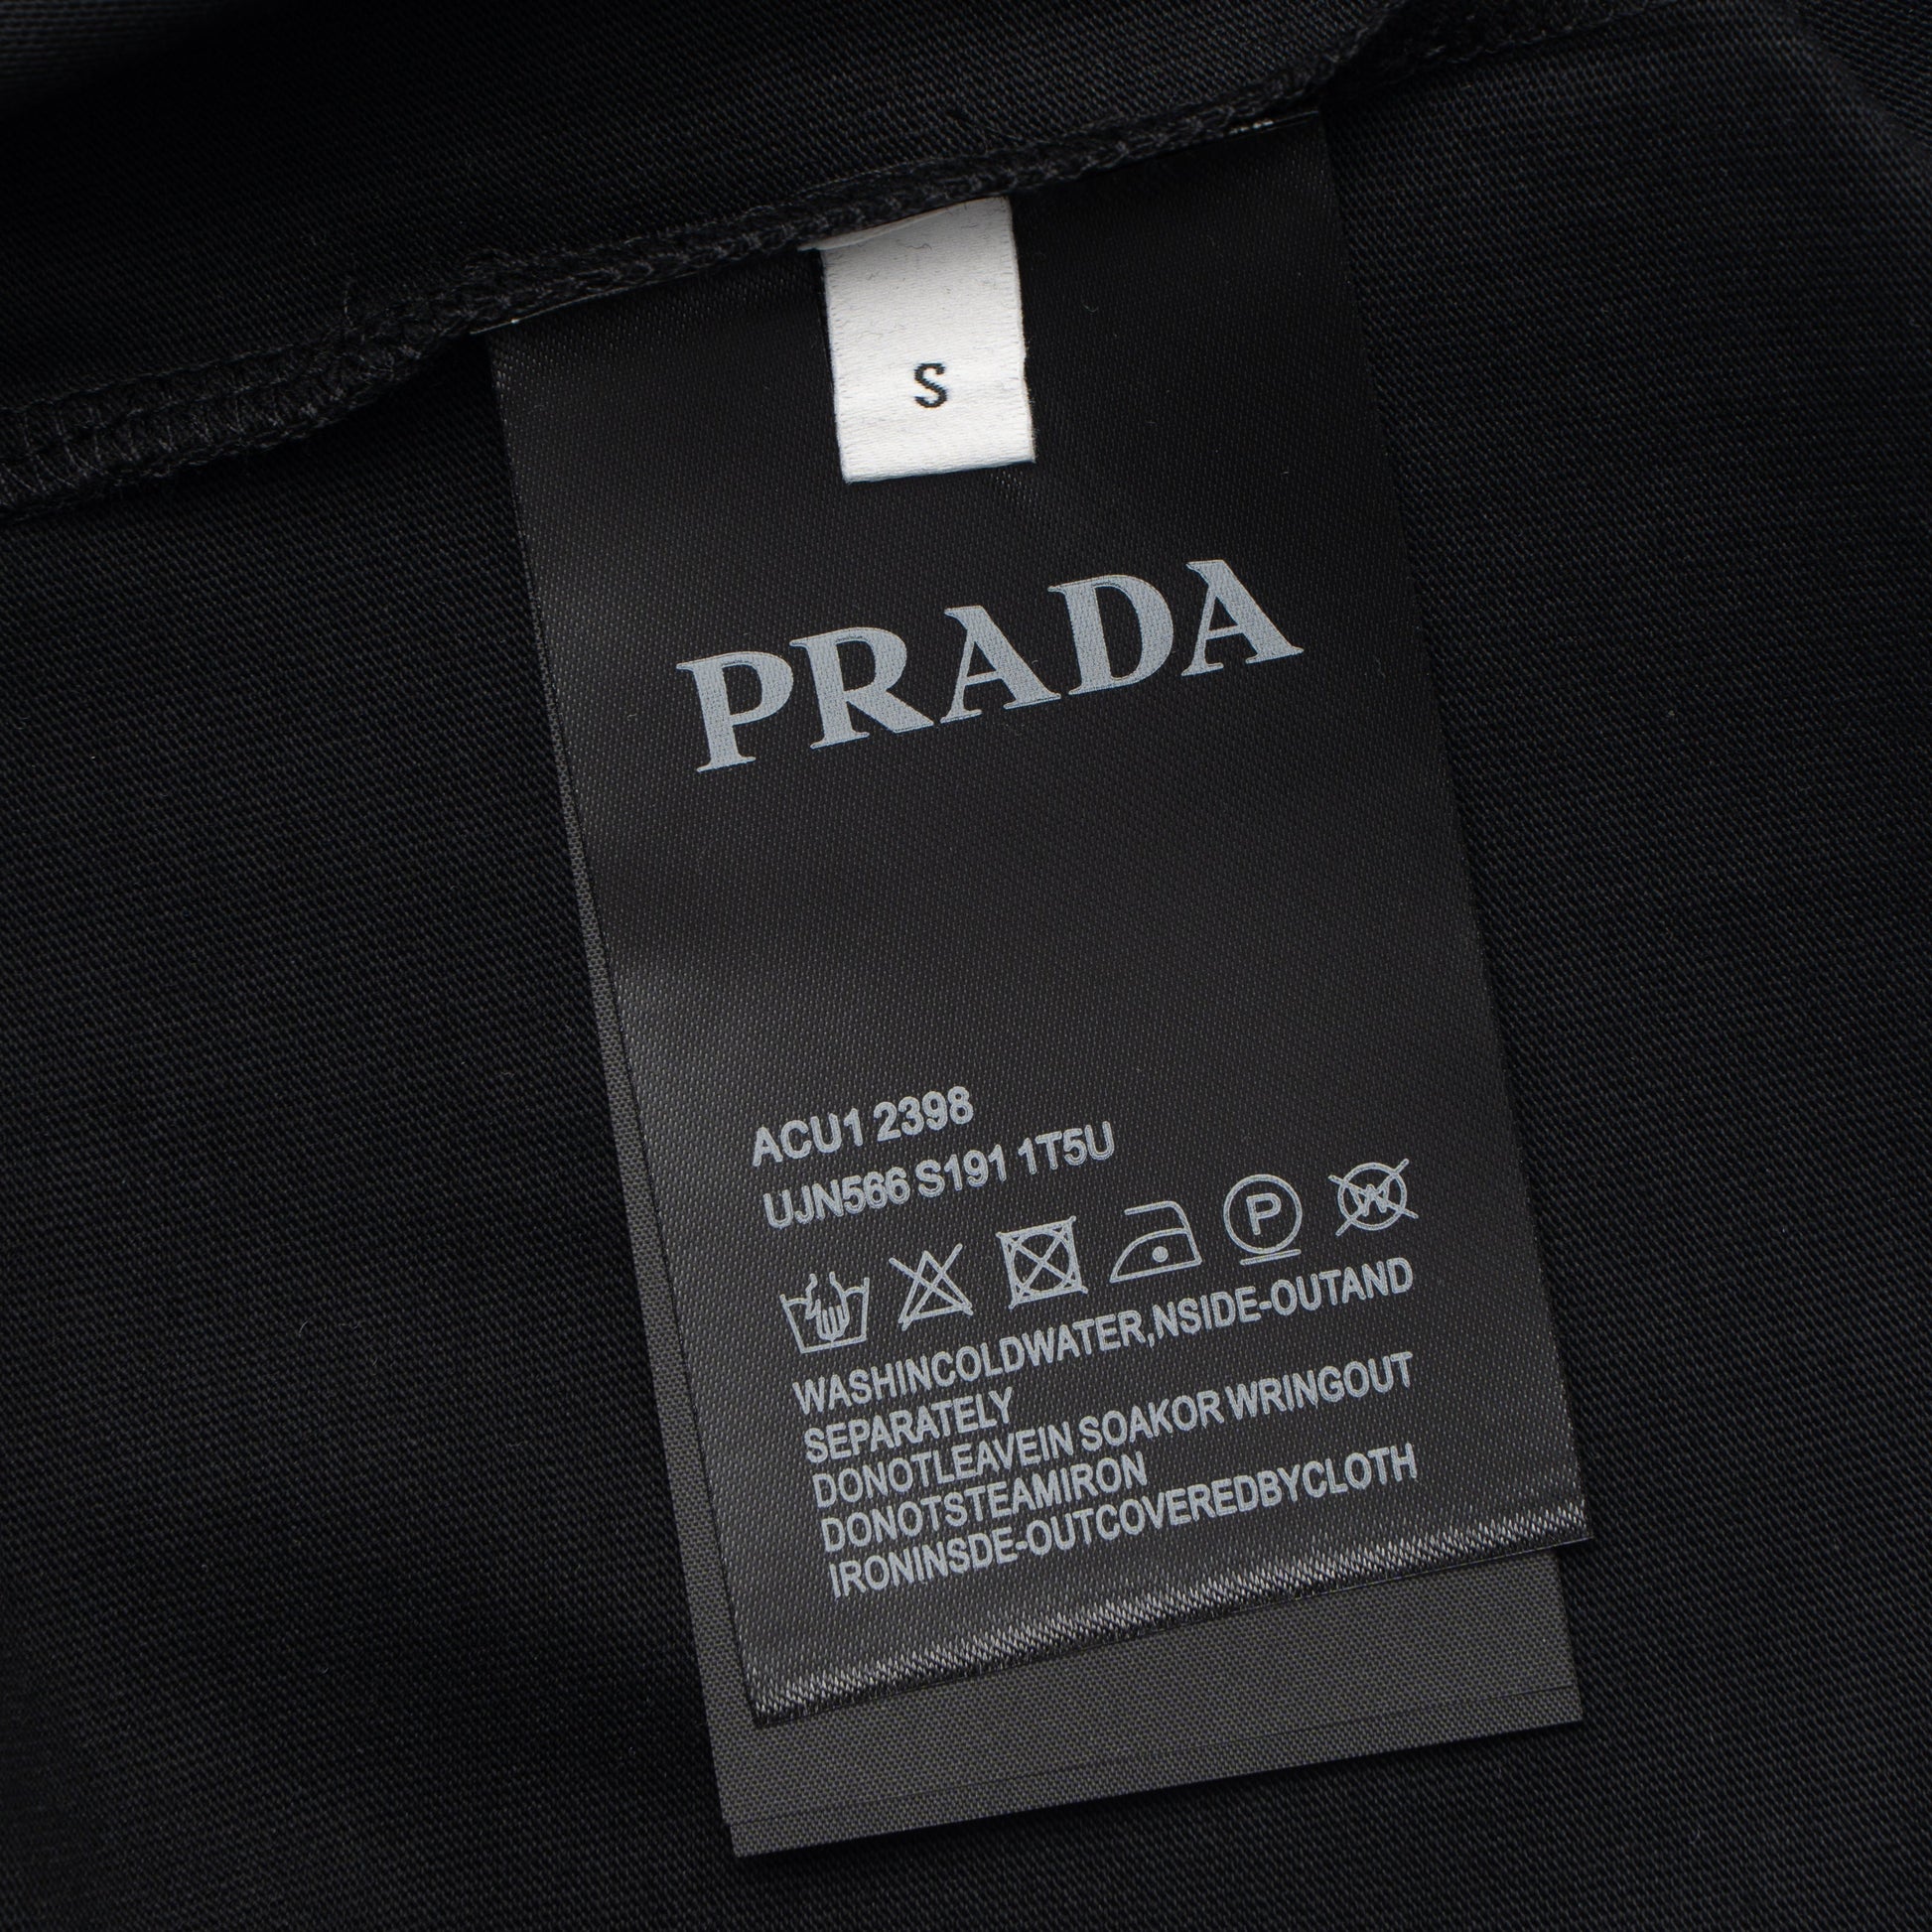 S
PRADA
ACU1 2398
UJN566 S191 1T5U
P
W
WASHINCOLDWATER,NSIDE-OUTAND
SEPARATELY
DONOTLEAVEIN SOAKOR WRINGOUT
DONOTSTEAMIRON
IRONINSDE-OUTCOVEREDBYCLOTH